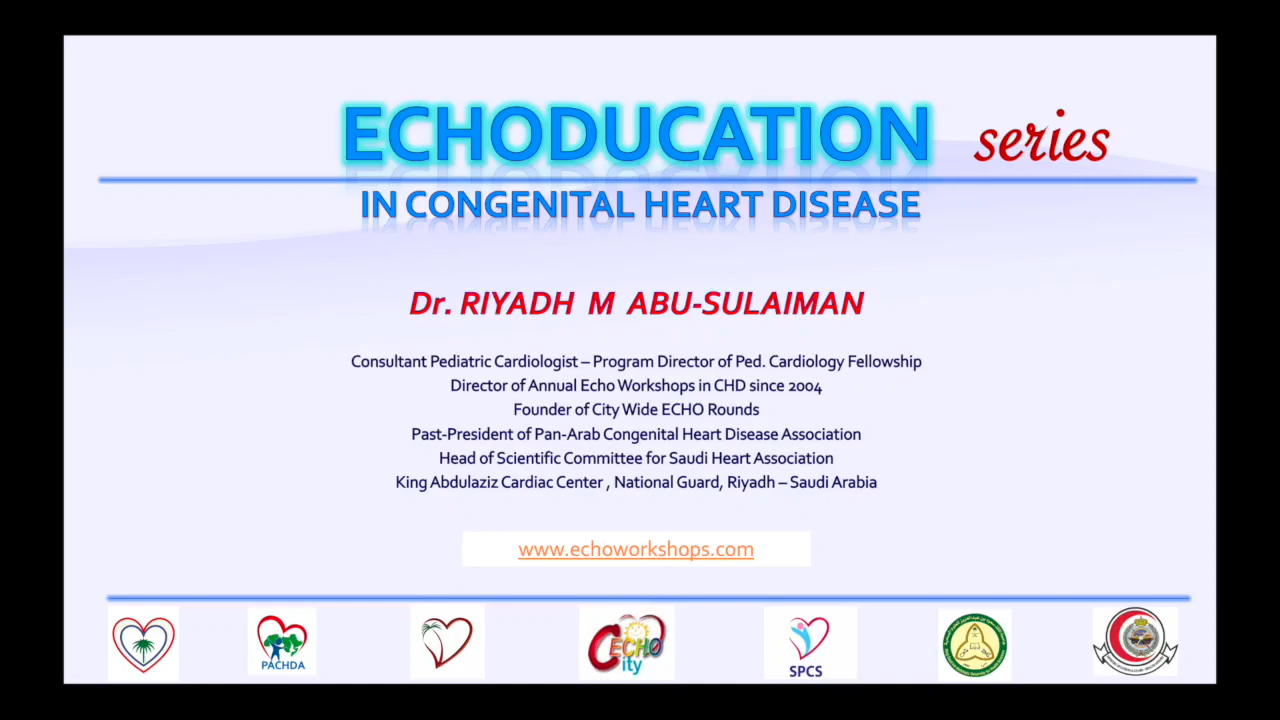 ECHODUCATION series
IN CONGENITAL HEART DISEASE
Dr. RIYADH M ABU-SULAIMAN
Consultant Pediatric Cardiologist – Program Director of Ped. Cardiology Fellowship
Director of Annual Echo Workshops in CHD since 2004
Founder of City Wide ECHO Rounds
Past-President of Pan-Arab Congenital Heart Disease Association
Head of Scientific Committee for Saudi Heart Association
King Abdulaziz Cardiac Center , National Guard, Riyadh – Saudi Arabia
www.echoworkshops.com
PACHDA
ECHO
City
SPCS